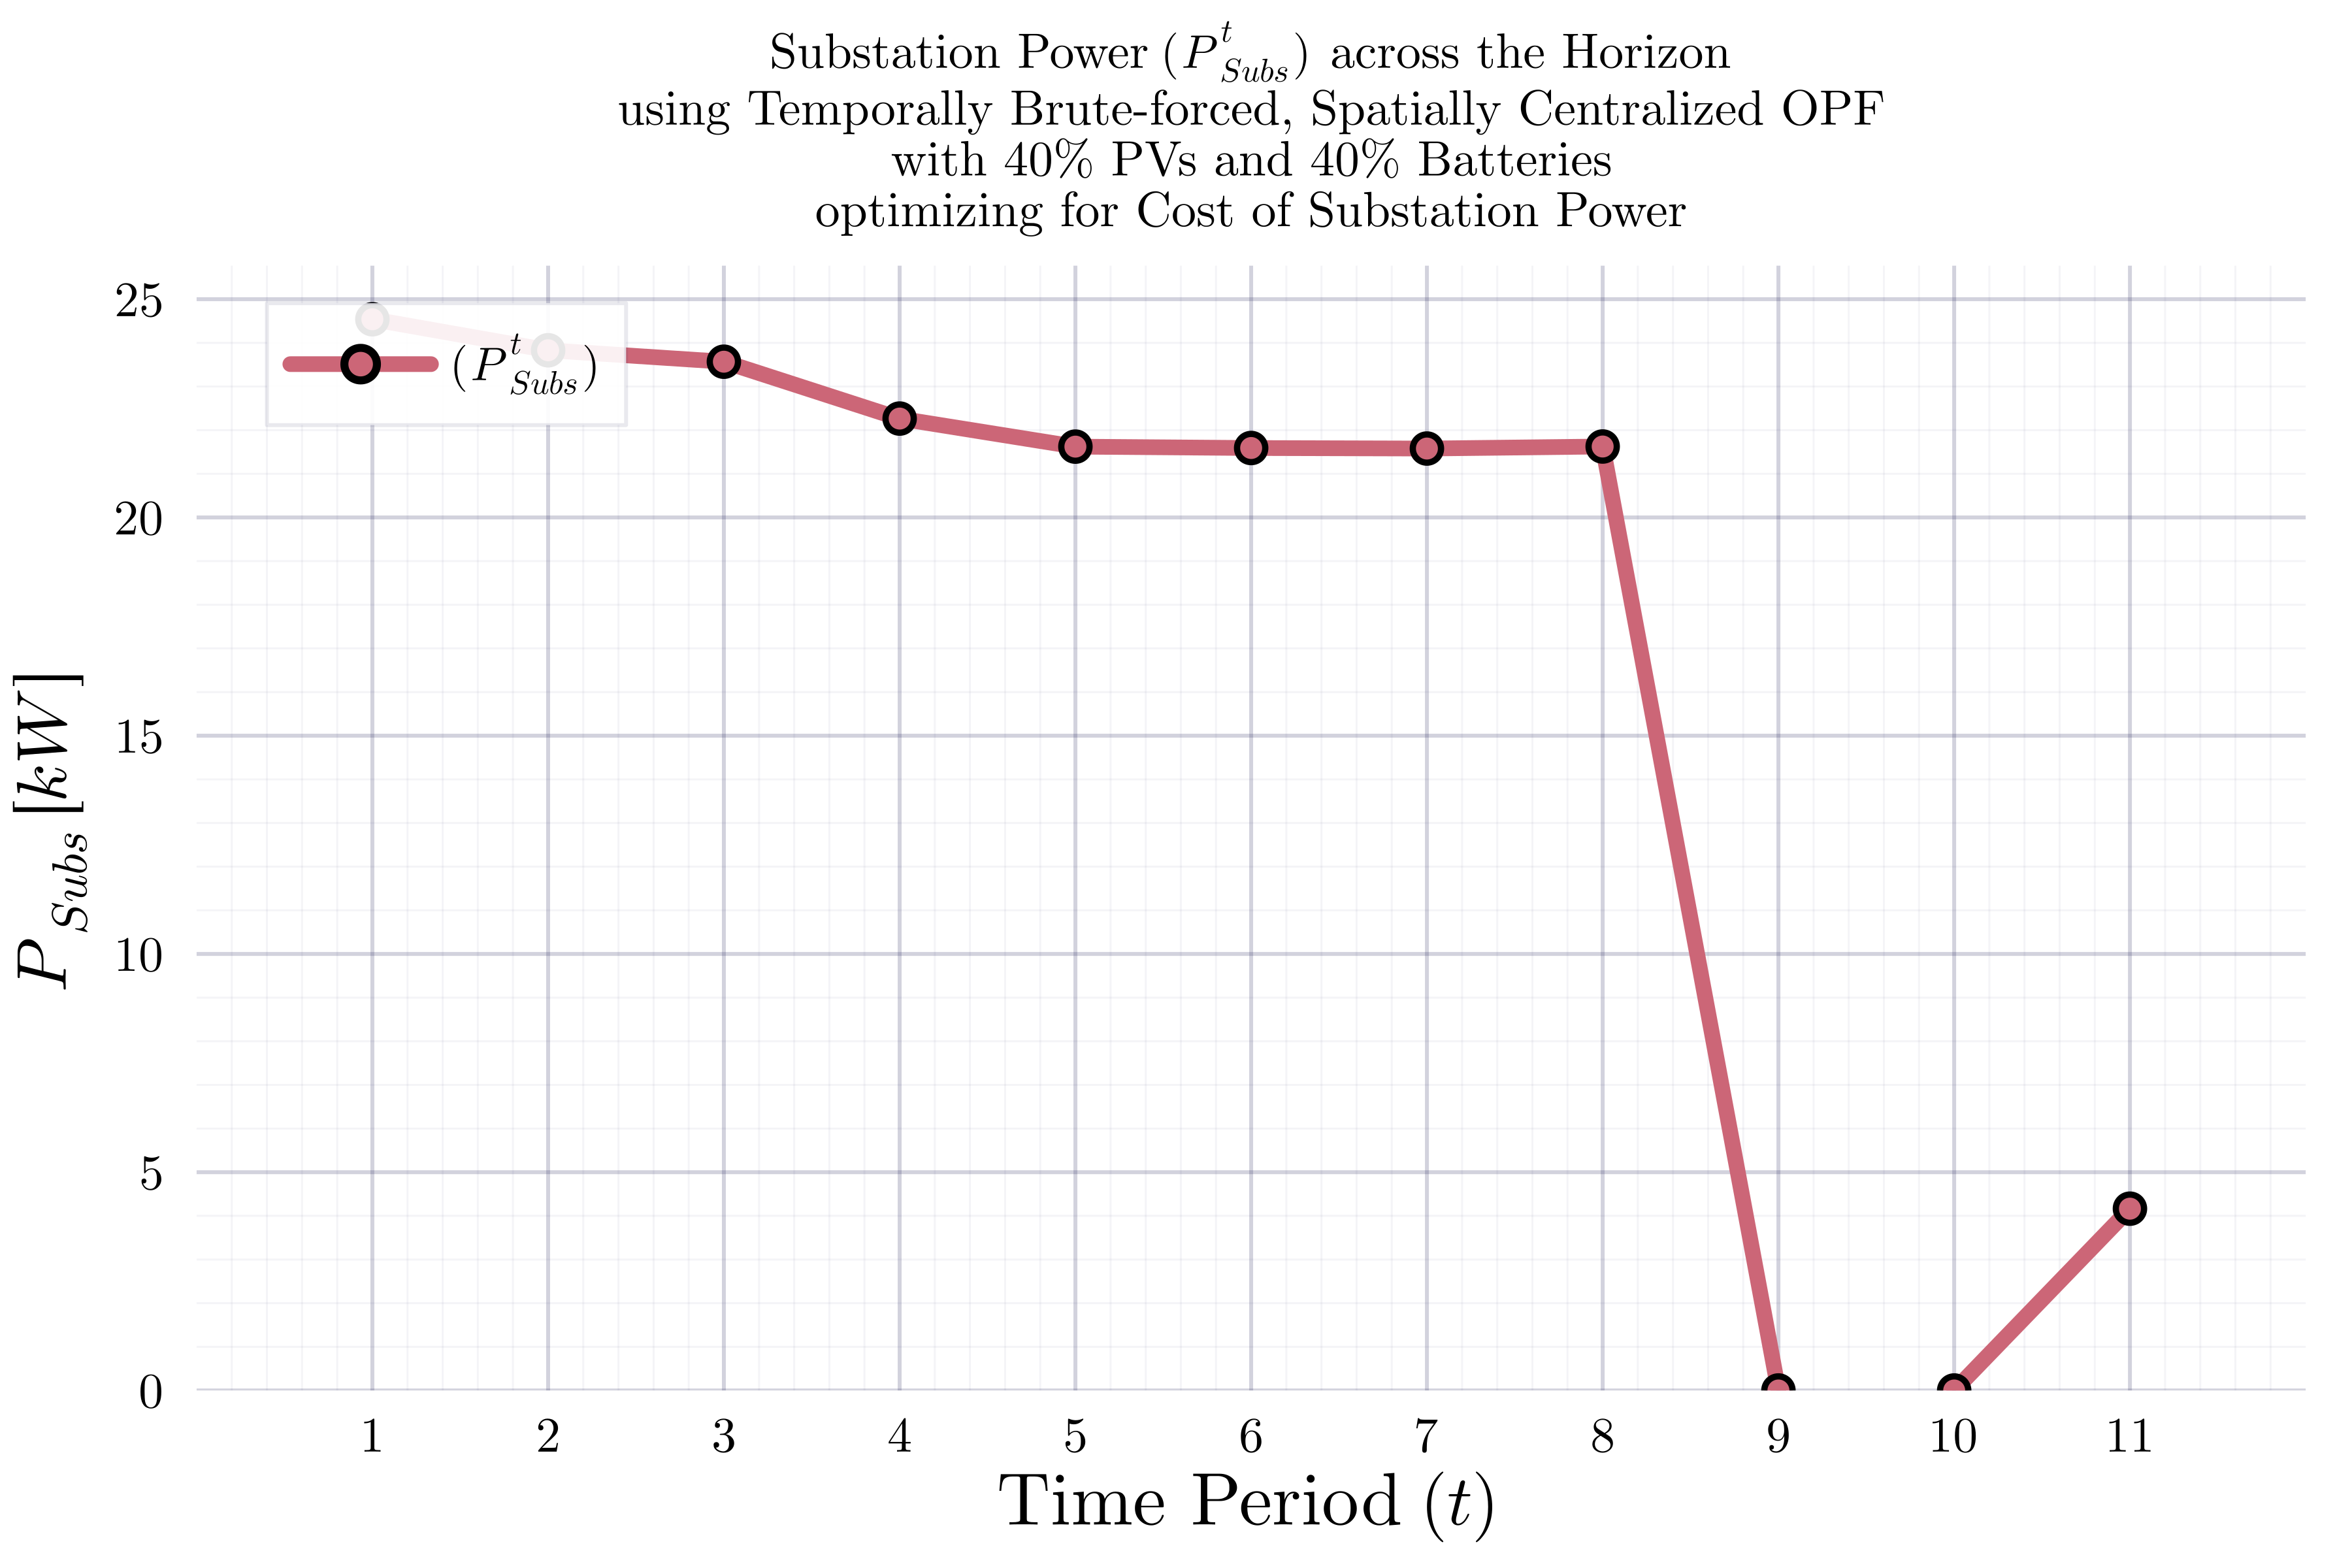 Substation Power (P^t_Subs) across the Horizon
using Temporally Brute-forced, Spatially Centralized OPF
with 40% PVs and 40% Batteries
optimizing for Cost of Substation Power
25
(P^t_Subs)
20
15
10
5
0
P_Subs [kW]
1 2 3 4 5 6 7 8 9 10 11
Time Period (t)